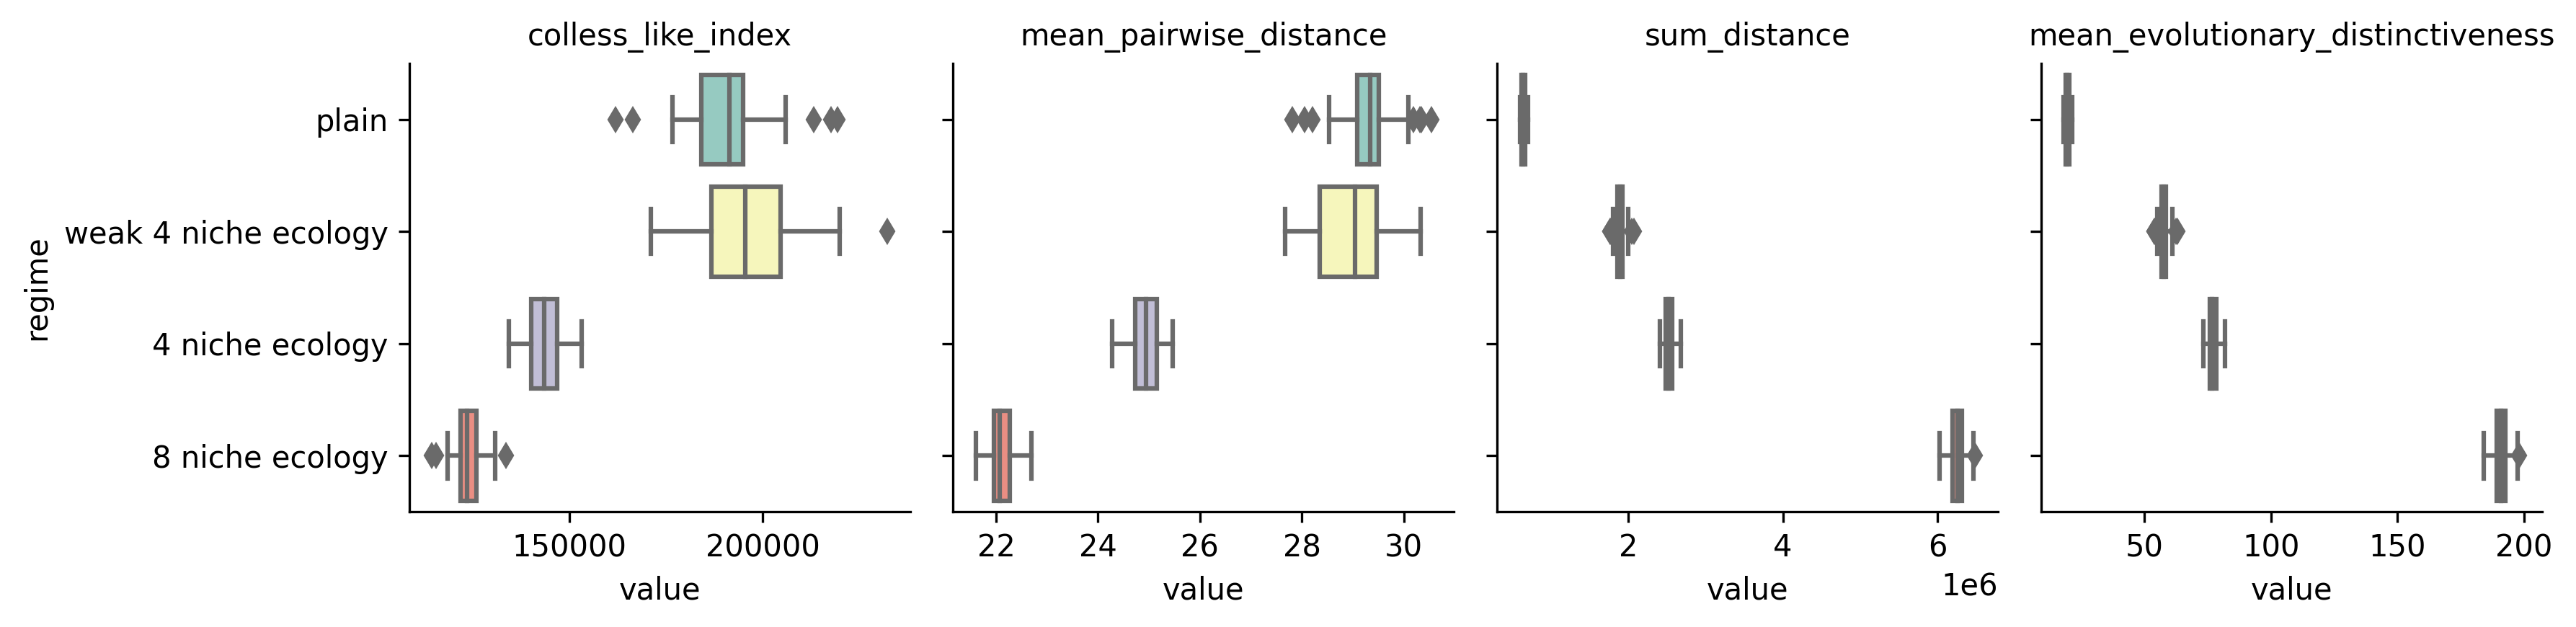 colless_like_index
mean_pairwise_distance
sum_distance
mean_evolutionary_distinctiveness
regime
plain
weak 4 niche ecology
4 niche ecology
8 niche ecology
150000 200000
22 24 26 28 30
2 4 6
50 100 150 200
1e6
value value value value